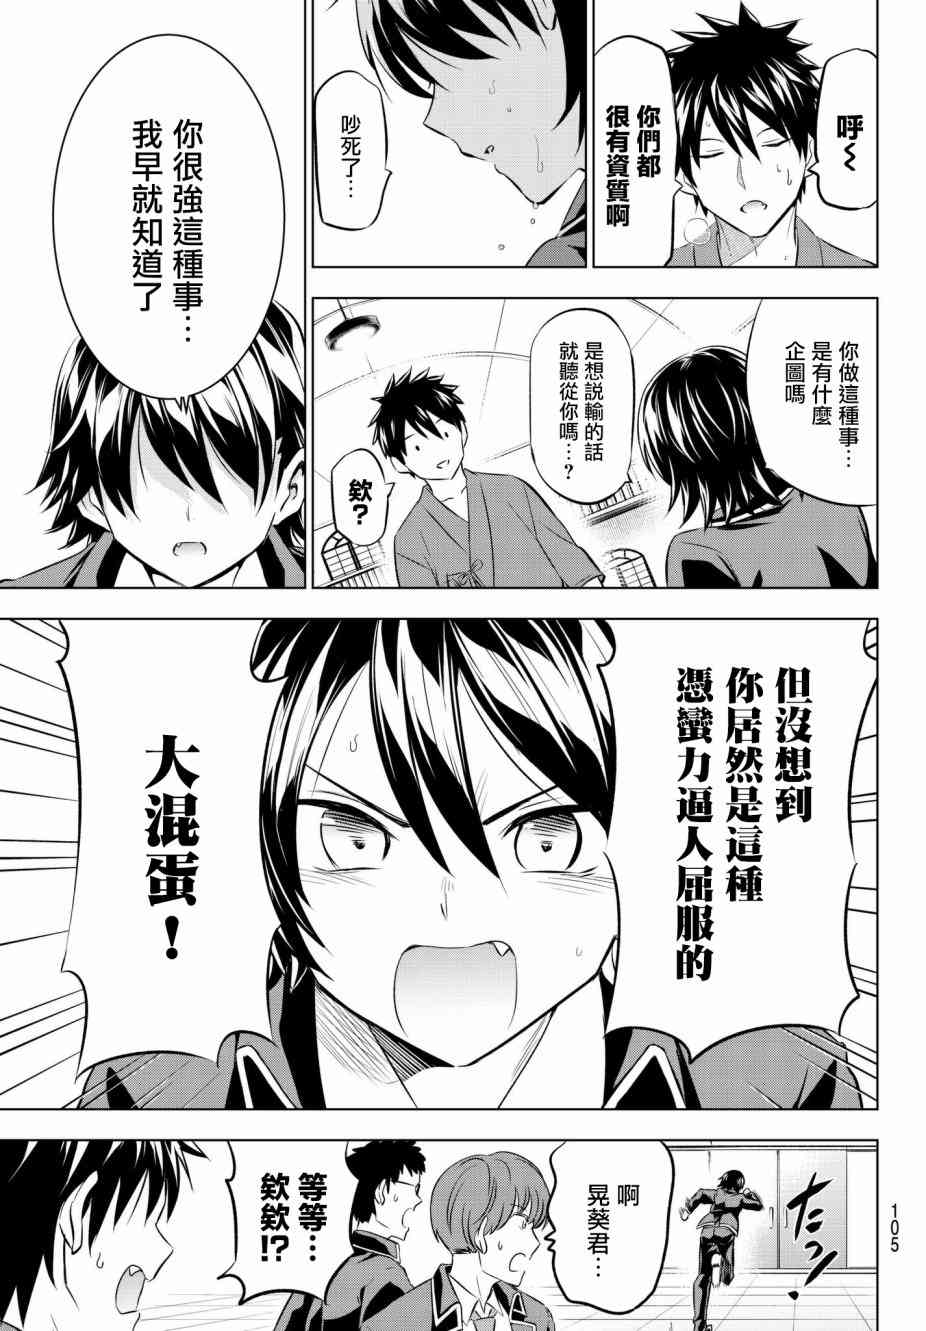 呼～
你們都
很有資質啊
吵死了…
你做這種事…
是有什麼
企圖嗎
是想説輸的話
就聽從你嗎…?
欸?
你很強這種事…
我早就知道了
但沒想到
你居然是這種
憑蠻力逼人屈服的
大混蛋!
たっ
啊
晃葵君…
等等…
欸欸!?
105